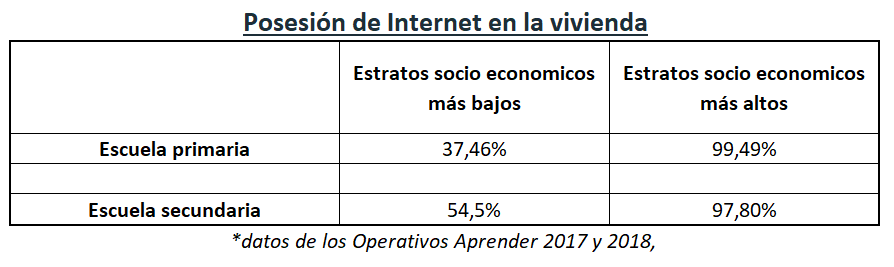 Posesión de Internet en la vivienda
Estratos socio economicos más bajos
Estratos socio economicos más altos
Escuela primaria 37,46% 99,49%
Escuela secundaria 54,5% 97,80%
*datos de los Operativos Aprender 2017 y 2018,